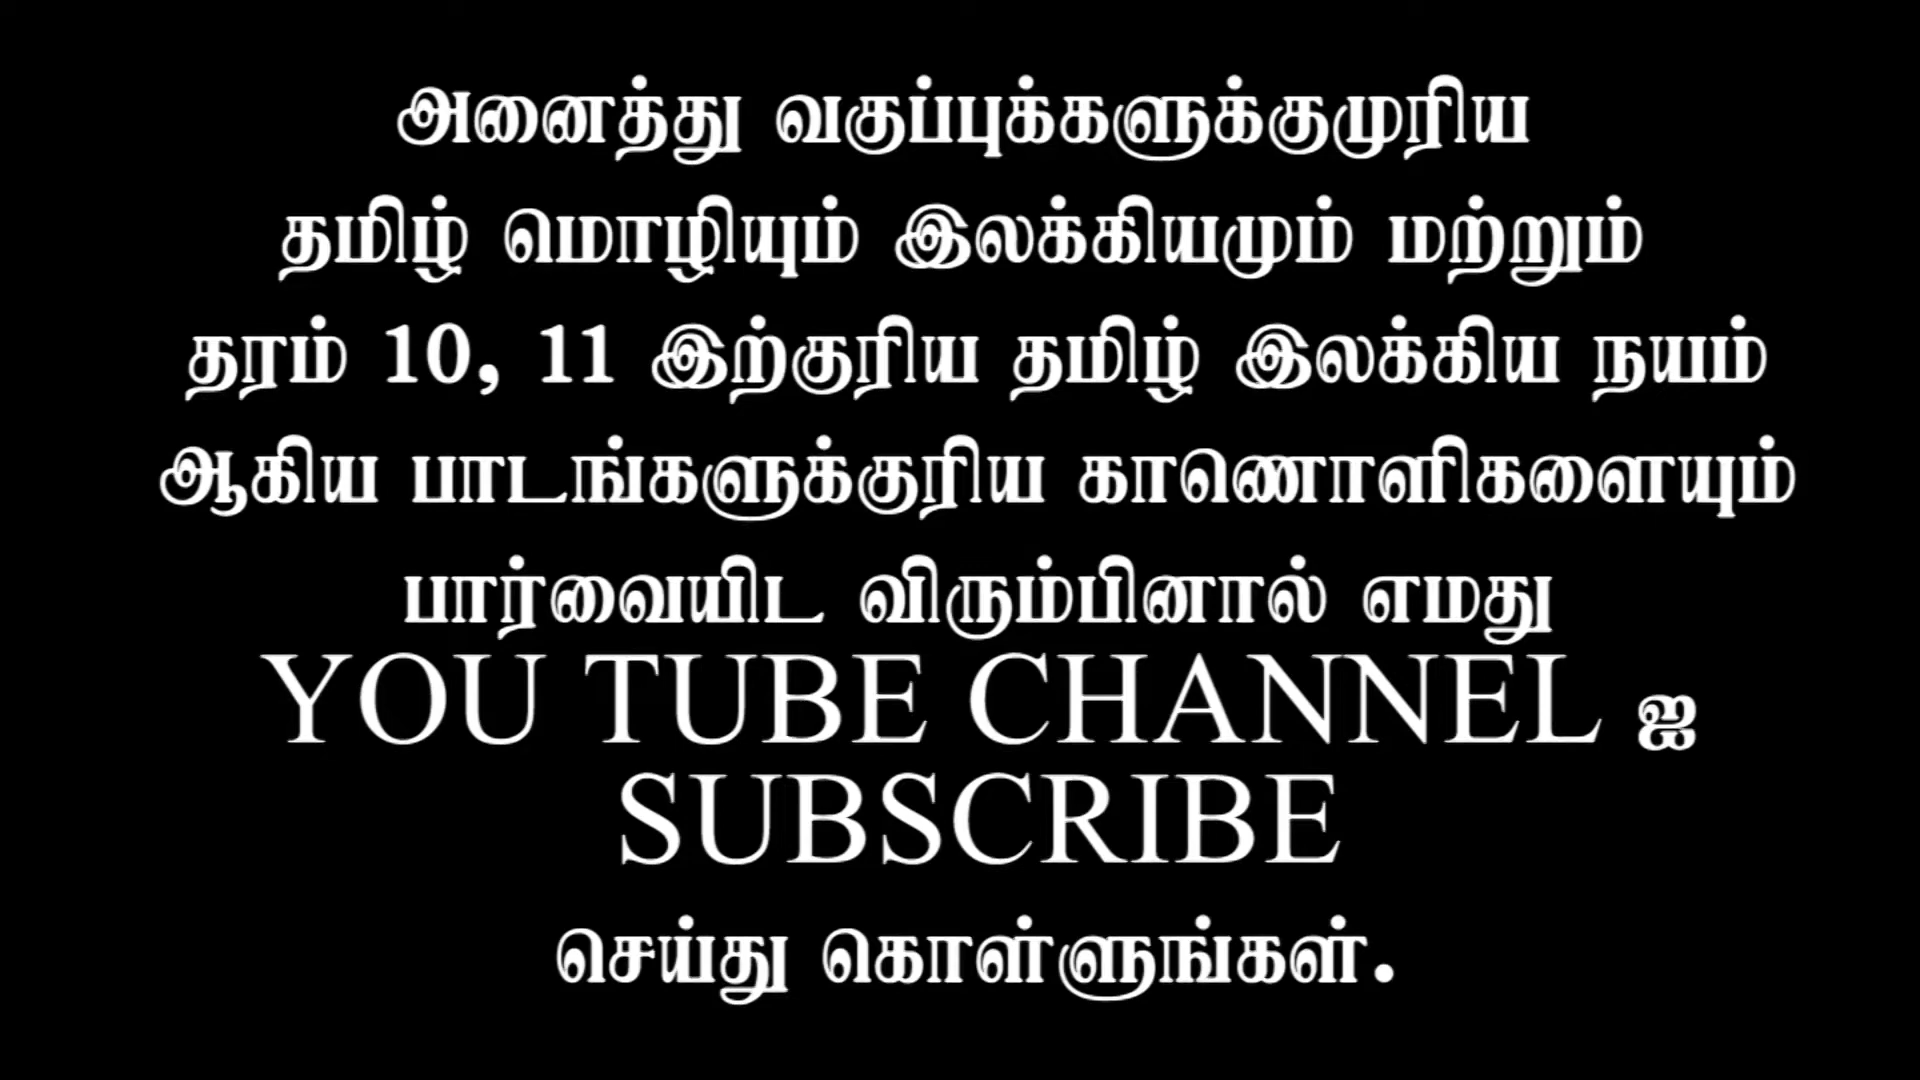 அனைத்து வகுப்புக்களுக்குமுரிய
தமிழ் மொழியும் இலக்கியமும் மற்றும்
தரம் 10, 11 இற்குரிய தமிழ் இலக்கிய நயம்
ஆகிய பாடங்களுக்குரிய காணொளிகளையும்
பார்வையிட விரும்பினால் எமது
YOU TUBE CHANNEL ஐ
SUBSCRIBE
செய்து கொள்ளுங்கள்.